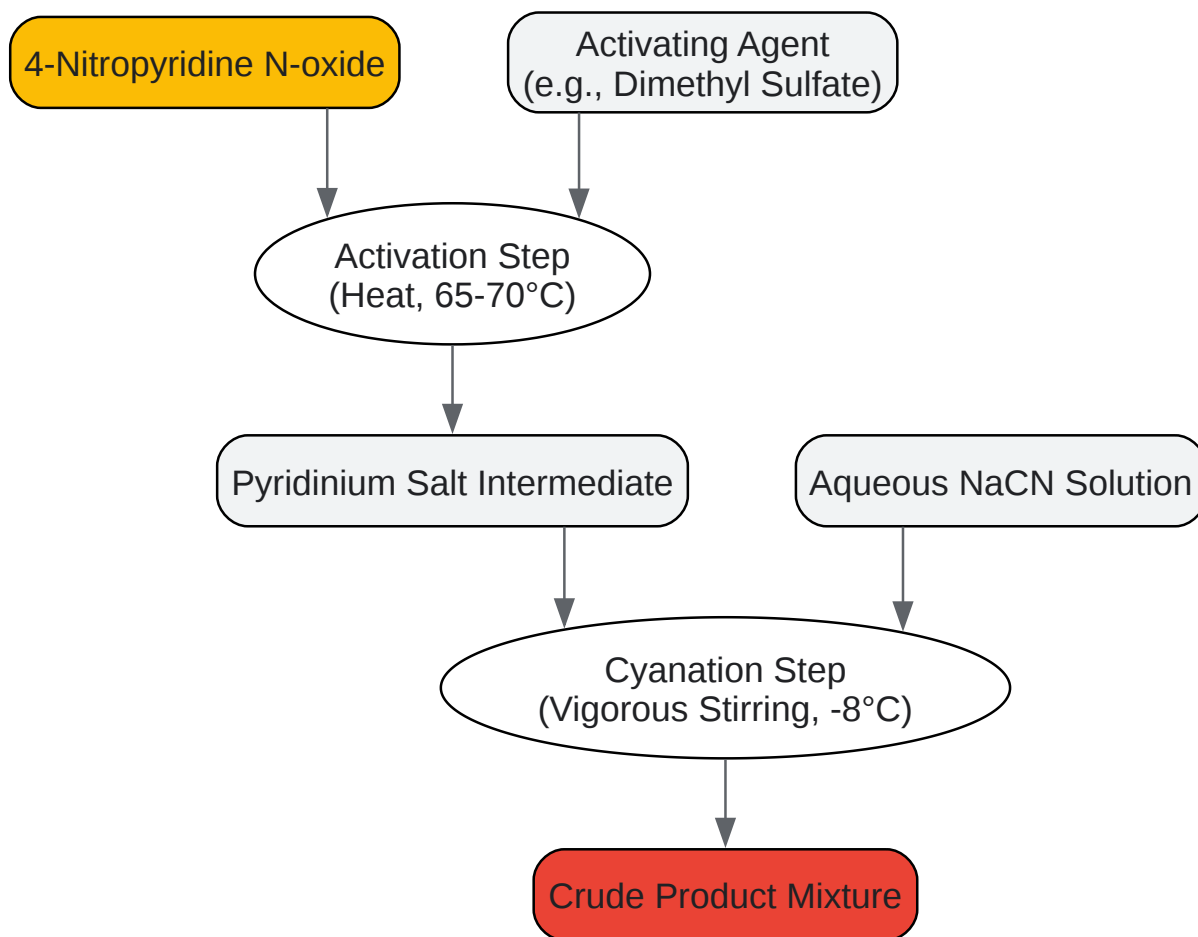 4-Nitropyridine N-oxide
Activating Agent
(e.g., Dimethyl Sulfate)
Activation Step
(Heat, 65-70°C)
Pyridinium Salt Intermediate
Aqueous NaCN Solution
Cyanation Step
(Vigorous Stirring, -8°C)
Crude Product Mixture